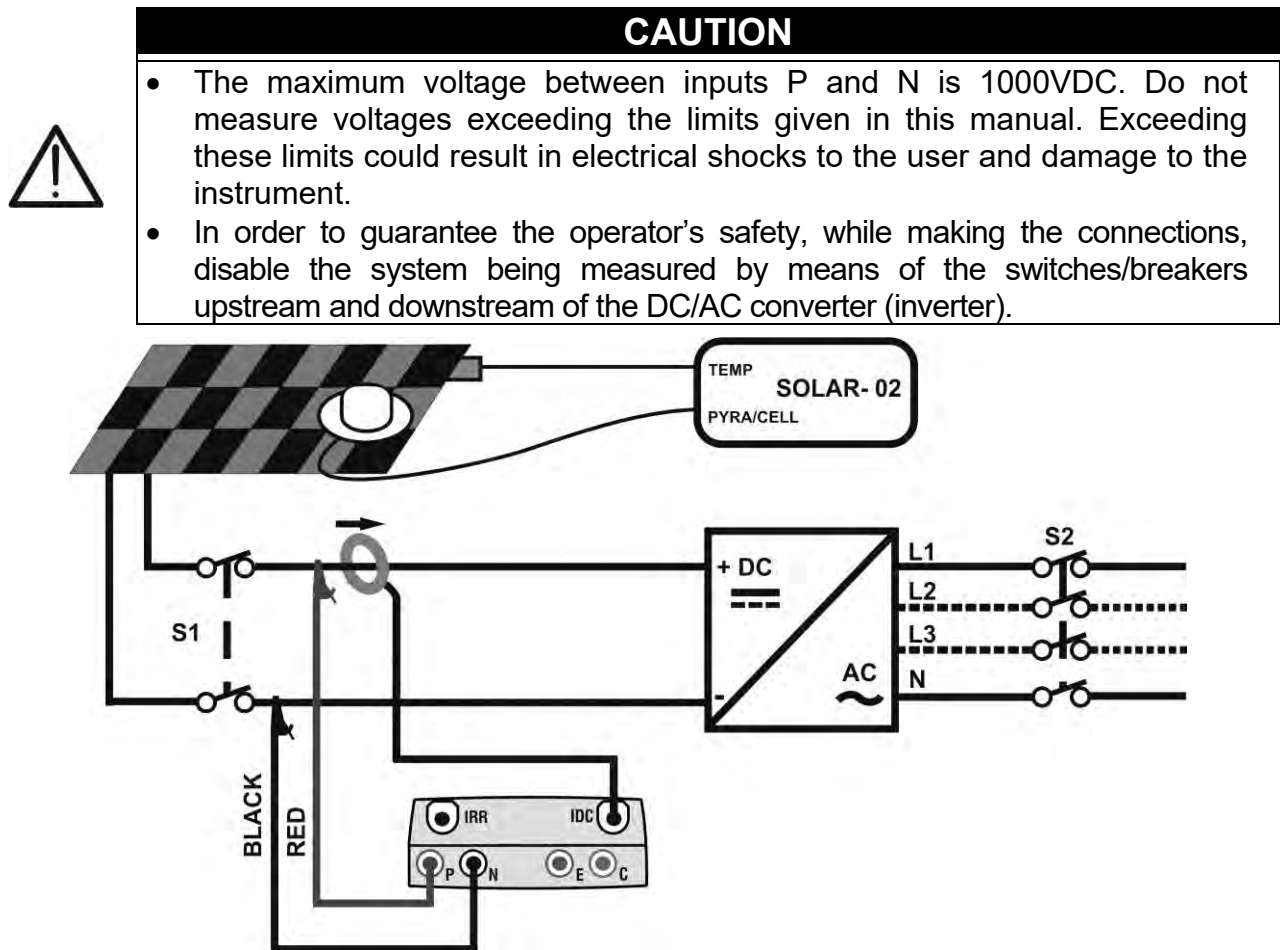 CAUTION
• The maximum voltage between inputs P and N is 1000VDC. Do not
measure voltages exceeding the limits given in this manual. Exceeding
these limits could result in electrical shocks to the user and damage to the
instrument.
• In order to guarantee the operator's safety, while making the connections,
disable the system being measured by means of the switches/breakers
upstream and downstream of the DC/AC converter (inverter).
TEMP
SOLAR- 02
PYRA/CELL
S1
+ DC
-
AC
L1
L2
L3
N
S2
BLACK
RED
IRR
IDC
P
N
E
C